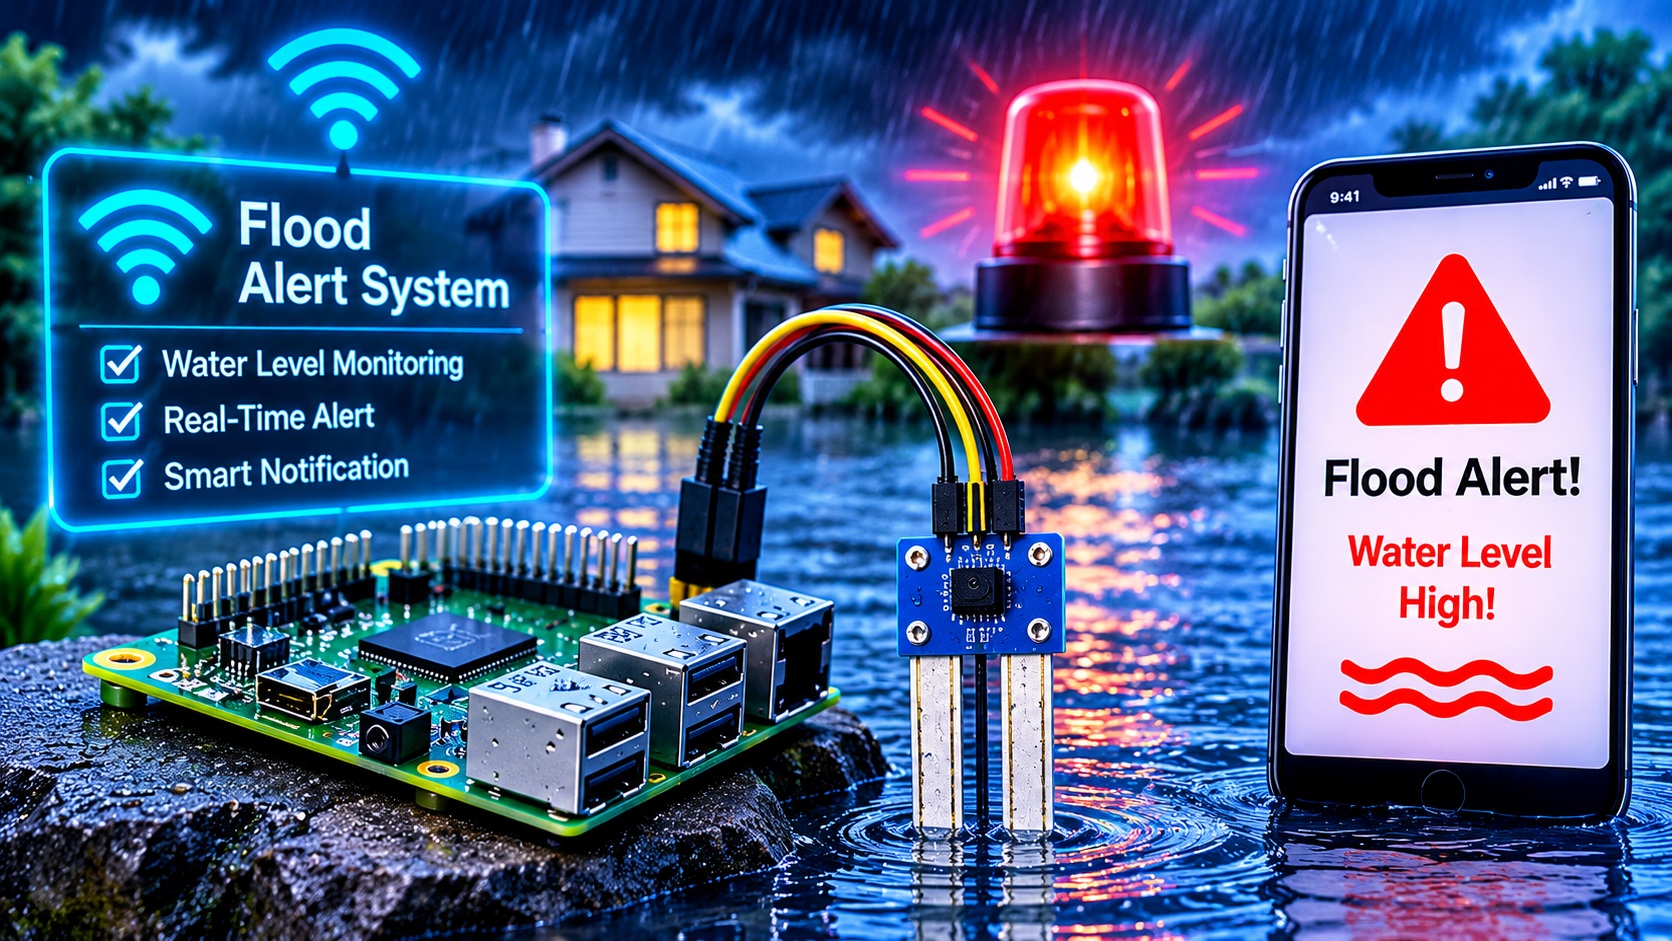 Flood
Alert System
Water Level Monitoring
Real-Time Alert
Smart Notification
9:41
Flood Alert!
Water Level
High!